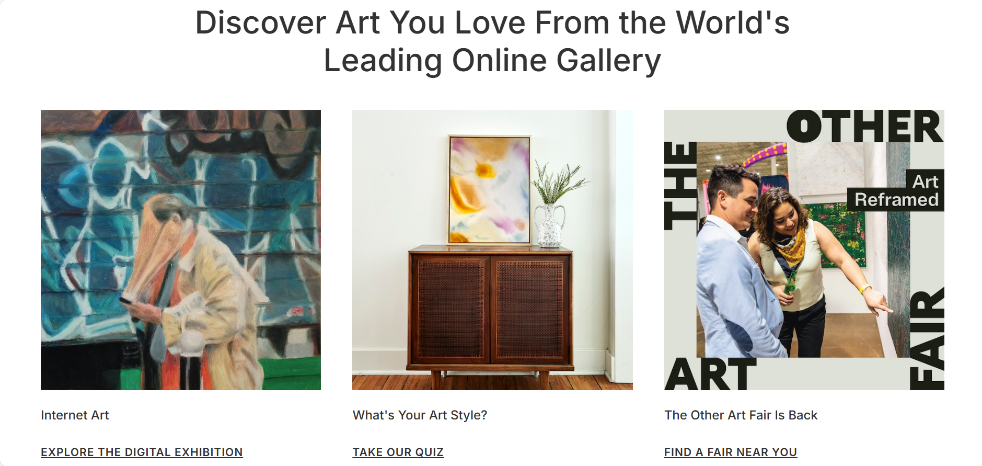 Discover Art You Love From the World's
Leading Online Gallery
THE
OTHER
Art
Reframed
ART
FAIR
Internet Art
EXPLORE THE DIGITAL EXHIBITION
What's Your Art Style?
TAKE OUR QUIZ
The Other Art Fair Is Back
FIND A FAIR NEAR YOU